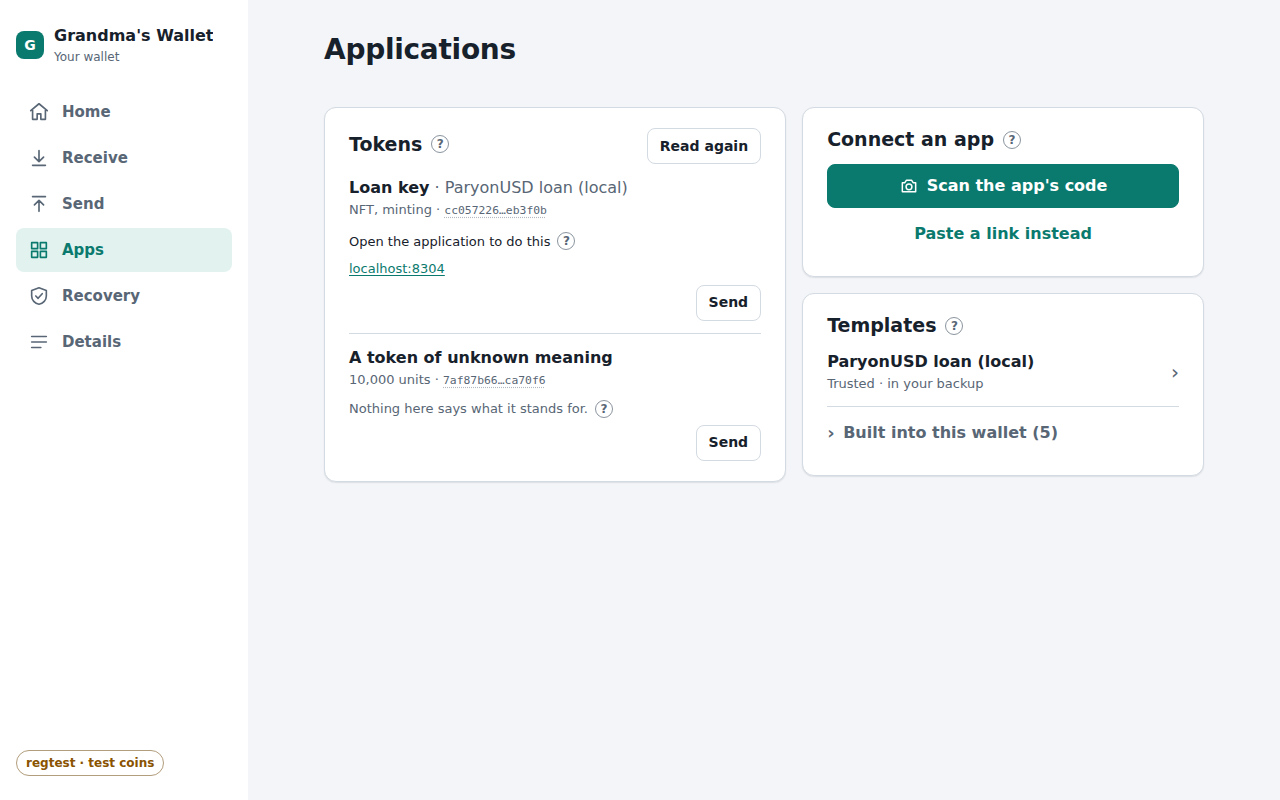 G
Grandma's Wallet
Your wallet
Home
Receive
Send
Apps
Recovery
Details
regtest · test coins
Applications
Tokens ?
Read again
Loan key · ParyonUSD loan (local)
NFT, minting · cc057226…eb3f0b
Open the application to do this ?
localhost:8304
Send
A token of unknown meaning
10,000 units · 7af87b66…ca70f6
Nothing here says what it stands for. ?
Send
Connect an app ?
Scan the app's code
Paste a link instead
Templates ?
ParyonUSD loan (local)
Trusted · in your backup
›
› Built into this wallet (5)